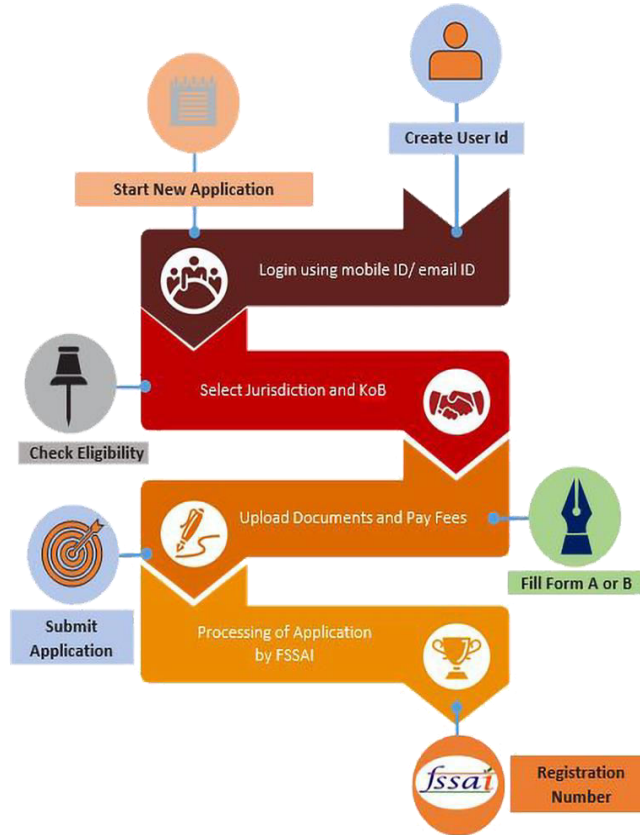 Create User Id
Start New Application
Login using mobile ID/ email ID
Select Jurisdiction and KoB
Check Eligibility
Upload Documents and Pay Fees
Fill Form A or B
Submit
Application
Processing of Application
by FSSAI
fssai
Registration
Number